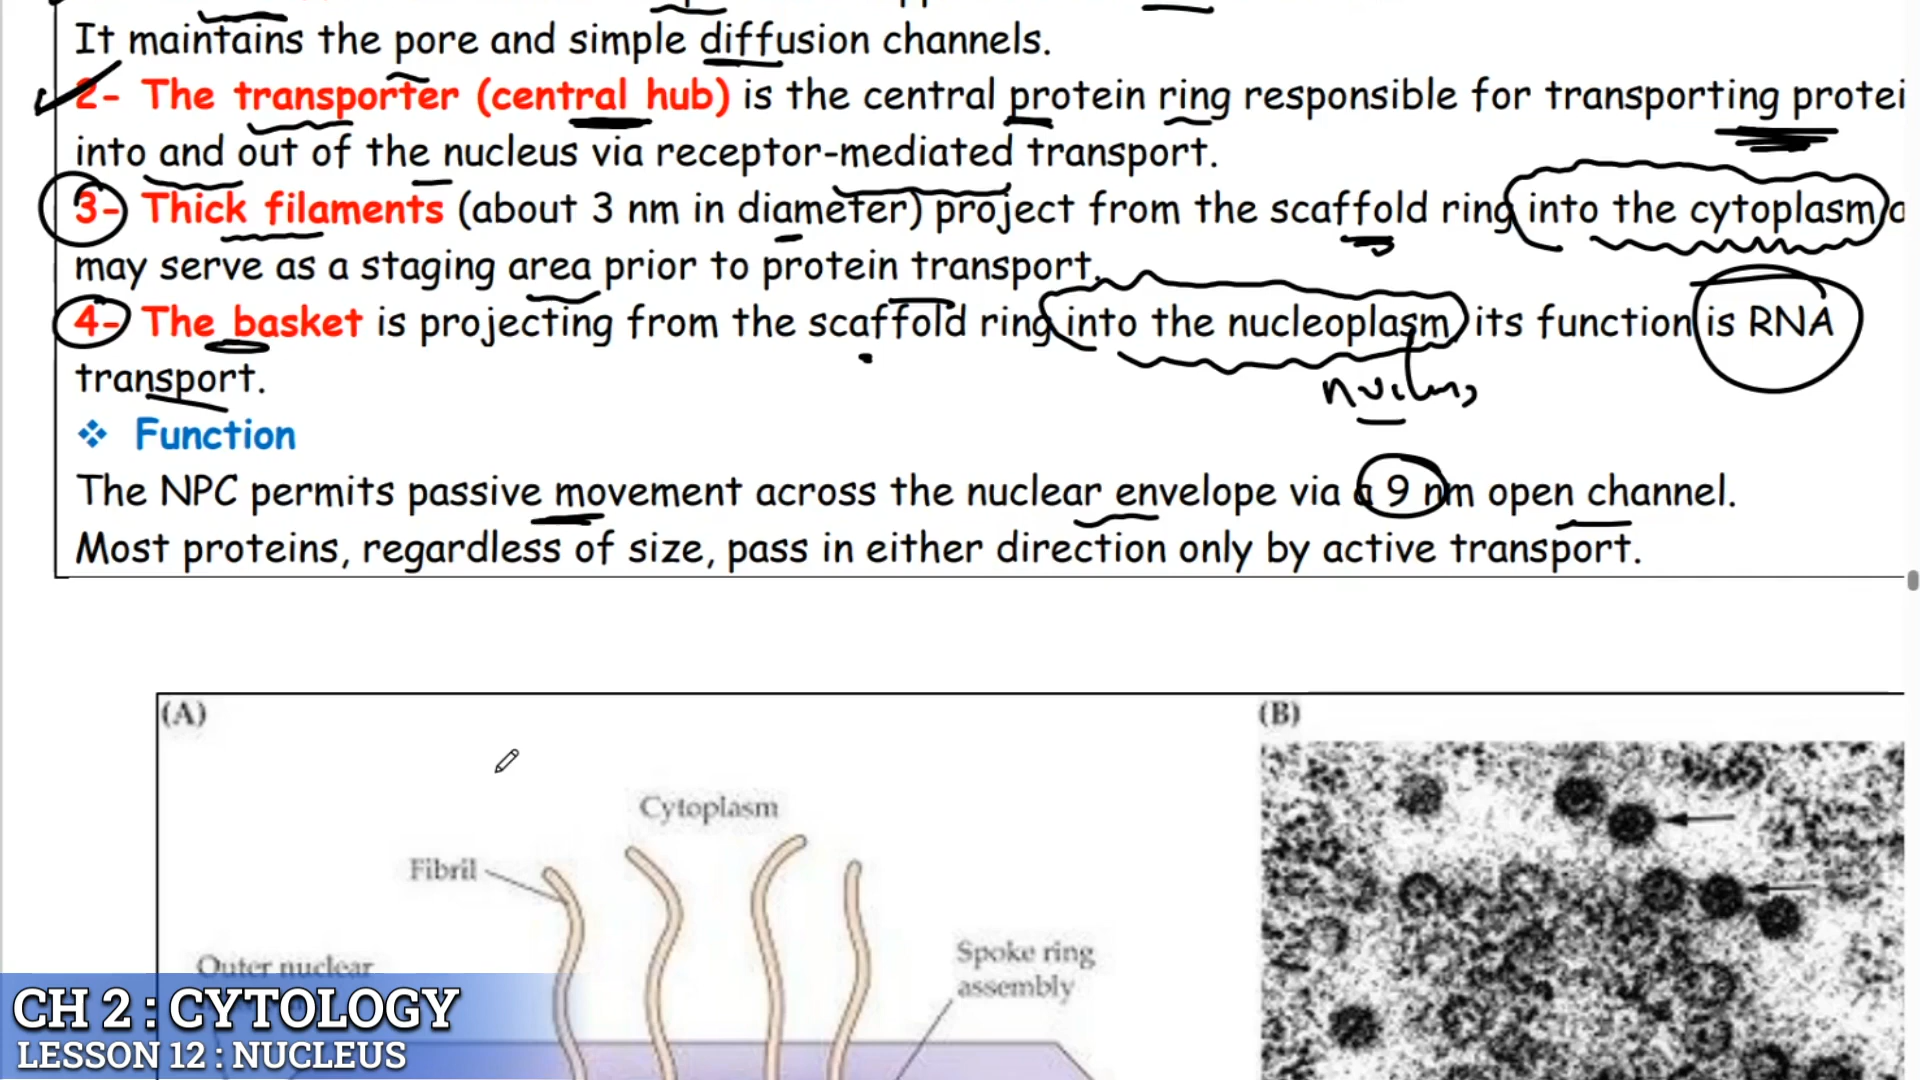 It maintains the pore and simple diffusion channels.
2- The transporter (central hub) is the central protein ring responsible for transporting protei
into and out of the nucleus via receptor-mediated transport.
3- Thick filaments (about 3 nm in diameter) project from the scaffold ring into the cytoplasm
may serve as a staging area prior to protein transport.
4- The basket is projecting from the scaffold ring into the nucleoplasm its function is RNA
transport.
❖ Function
The NPC permits passive movement across the nuclear envelope via a 9 nm open channel.
Most proteins, regardless of size, pass in either direction only by active transport.
(A)
(B)
Cytoplasm
Fibril
Outer nuclear
Spoke ring
assembly
CH 2 : CYTOLOGY
LESSON 12 : NUCLEUS